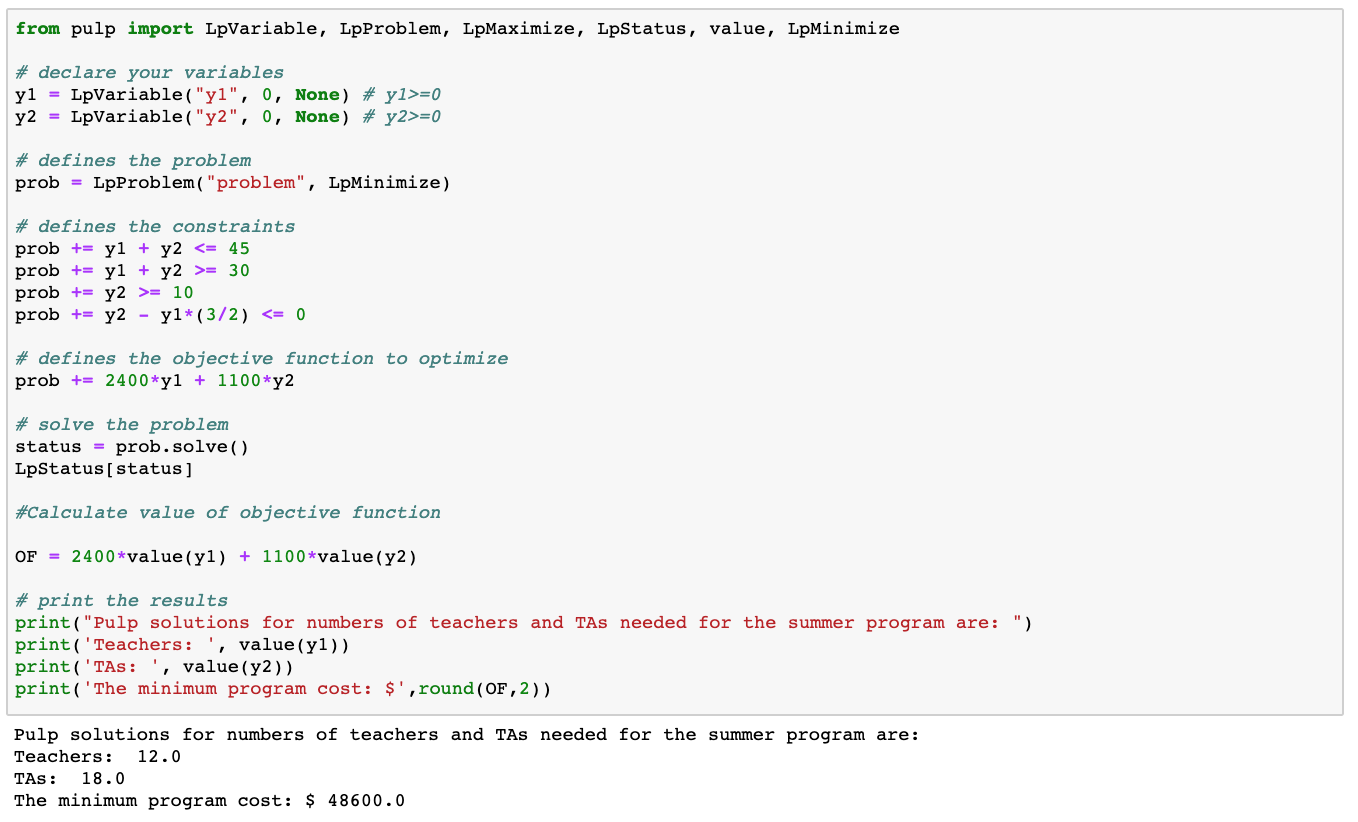 from pulp import LpVariable, LpProblem, LpMaximize, LpStatus, value, LpMinimize
# declare your variables
y1 = LpVariable("y1", 0, None) # y1>=0
y2 = LpVariable("y2", 0, None) # y2>=0
# defines the problem
prob = LpProblem("problem", LpMinimize)
# defines the constraints
prob += y1 + y2 <= 45
prob += y1 + y2 >= 30
prob += y2 >= 10
prob += y2 - y1*(3/2) <= 0
# defines the objective function to optimize
prob += 2400*y1 + 1100*y2
# solve the problem
status = prob.solve()
LpStatus[status]
#Calculate value of objective function
OF = 2400*value(y1) + 1100*value(y2)
# print the results
print("Pulp solutions for numbers of teachers and TAs needed for the summer program are: ")
print('Teachers: ', value(y1))
print('TAs: ', value(y2))
print('The minimum program cost: $',round(OF,2))
Pulp solutions for numbers of teachers and TAs needed for the summer program are:
Teachers:  12.0
TAs:  18.0
The minimum program cost: $ 48600.0